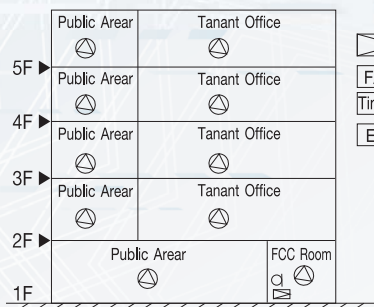 Public Arear Tanant Office
5F
Public Arear Tanant Office
4F
Public Arear Tanant Office
3F
Public Arear Tanant Office
2F
Public Arear FCC Room
1F